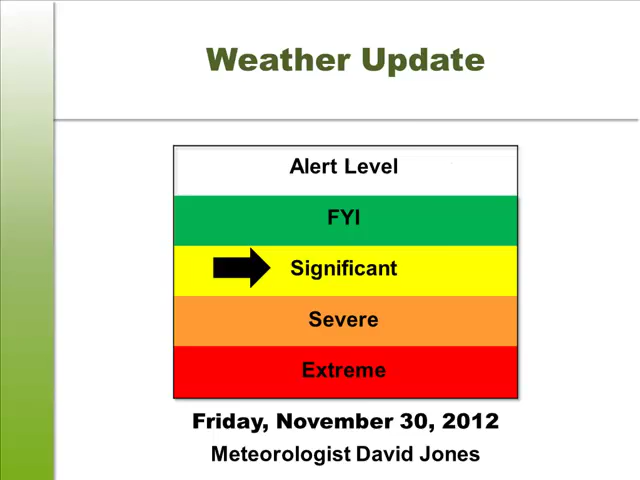 Weather Update
Alert Level
FYI
Significant
Severe
Extreme
Friday, November 30, 2012
Meteorologist David Jones